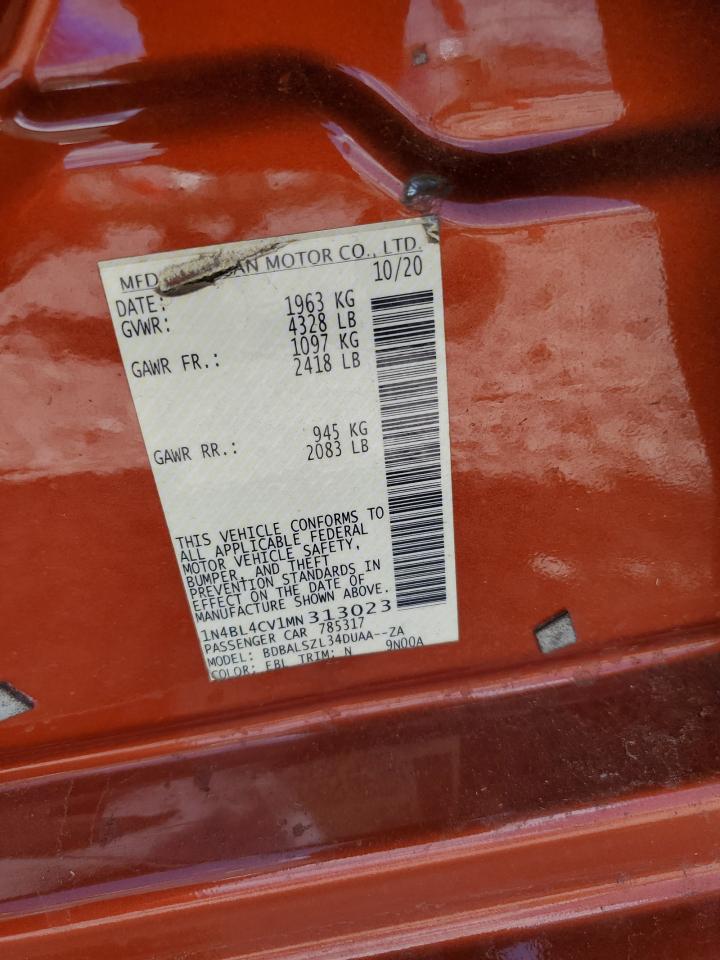 MFD AN MOTOR CO., LTD.
DATE: 10/20
GVWR: 1963 KG
4328 LB
GAWR FR.: 1097 KG
2418 LB
GAWR RR.: 945 KG
2083 LB
THIS VEHICLE CONFORMS TO
ALL APPLICABLE FEDERAL
MOTOR VEHICLE SAFETY,
BUMPER, AND THEFT
PREVENTION STANDARDS IN
EFFECT ON THE DATE OF
MANUFACTURE SHOWN ABOVE.
1N4BL4CV1MN313023
PASSENGER CAR 785317
MODEL: BDBALSZL34DUAA--ZA
COLOR: EBL TRIM: N 9N00A